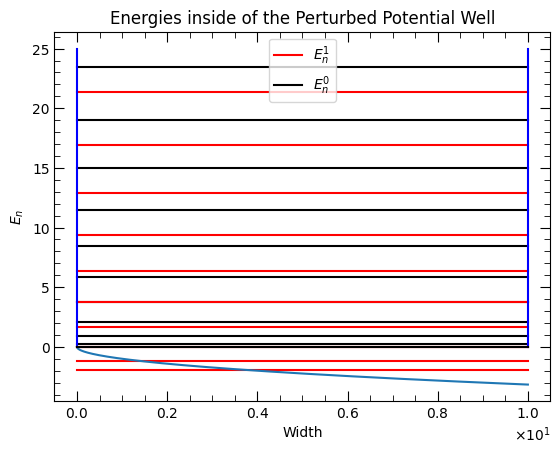 Energies inside of the Perturbed Potential Well
25
20
15
10
5
0
E_n
E_n^1
E_n^0
0.0 0.2 0.4 0.6 0.8 1.0
Width
×10^1